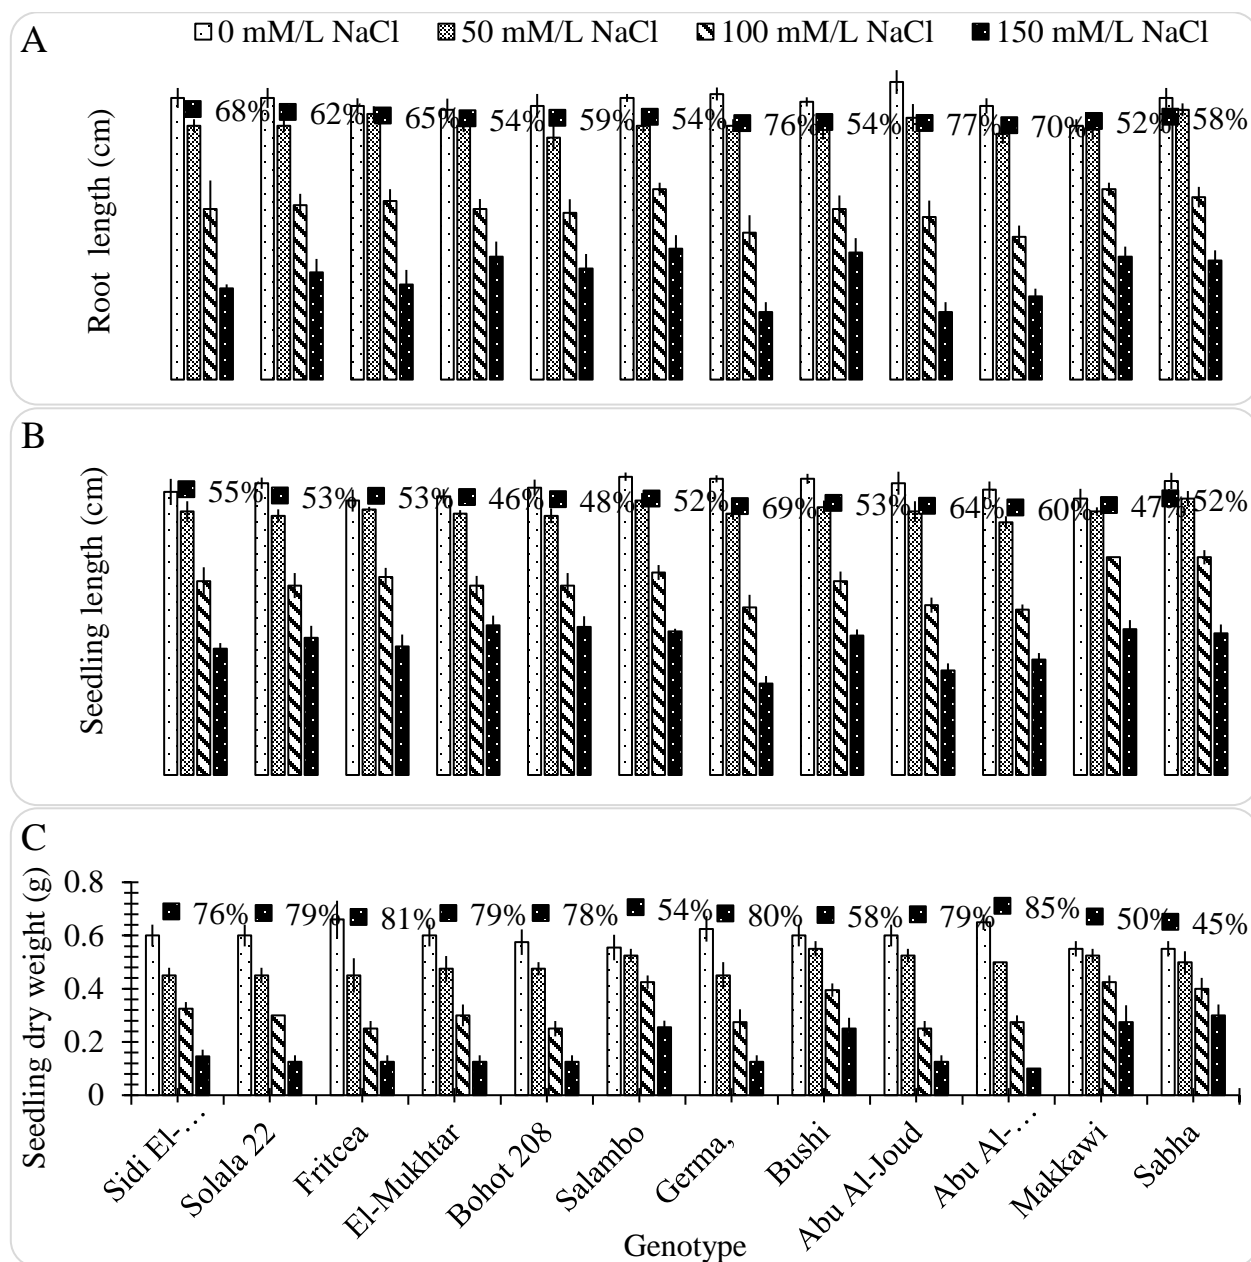 A
0 mM/L NaCl 50 mM/L NaCl 100 mM/L NaCl 150 mM/L NaCl
Root length (cm)
68% 62% 65% 54% 59% 54% 76% 54% 77% 70% 52% 58%
B
Seedling length (cm)
55% 53% 53% 46% 48% 52% 69% 53% 64% 60% 47% 52%
C
Seedling dry weight (g)
0.8
0.6
0.4
0.2
0
76% 79% 81% 79% 78% 54% 80% 58% 79% 85% 50% 45%
Sidi El-...
Solala 22
Fritcea
El-Mukhtar
Bohot 208
Salambo
Germa,
Bushi
Abu Al-Joud
Abu Al-...
Makkawi
Sabha
Genotype